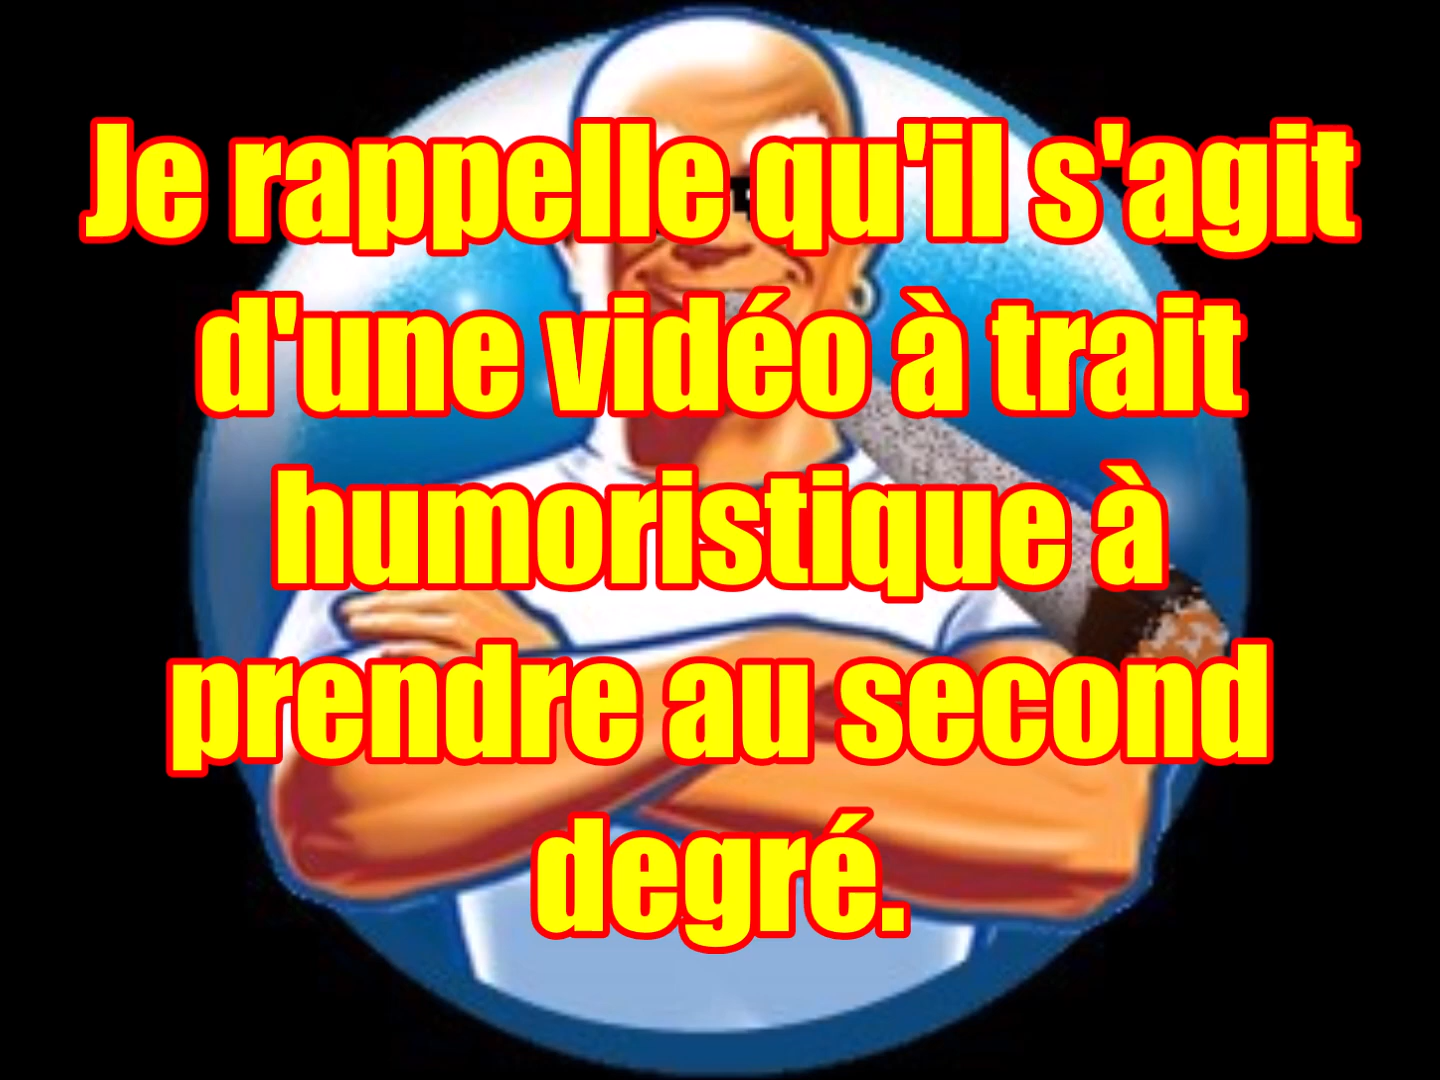 Je rappelle qu'il s'agit
d'une vidéo à trait
humoristique à
prendre au second
degré.